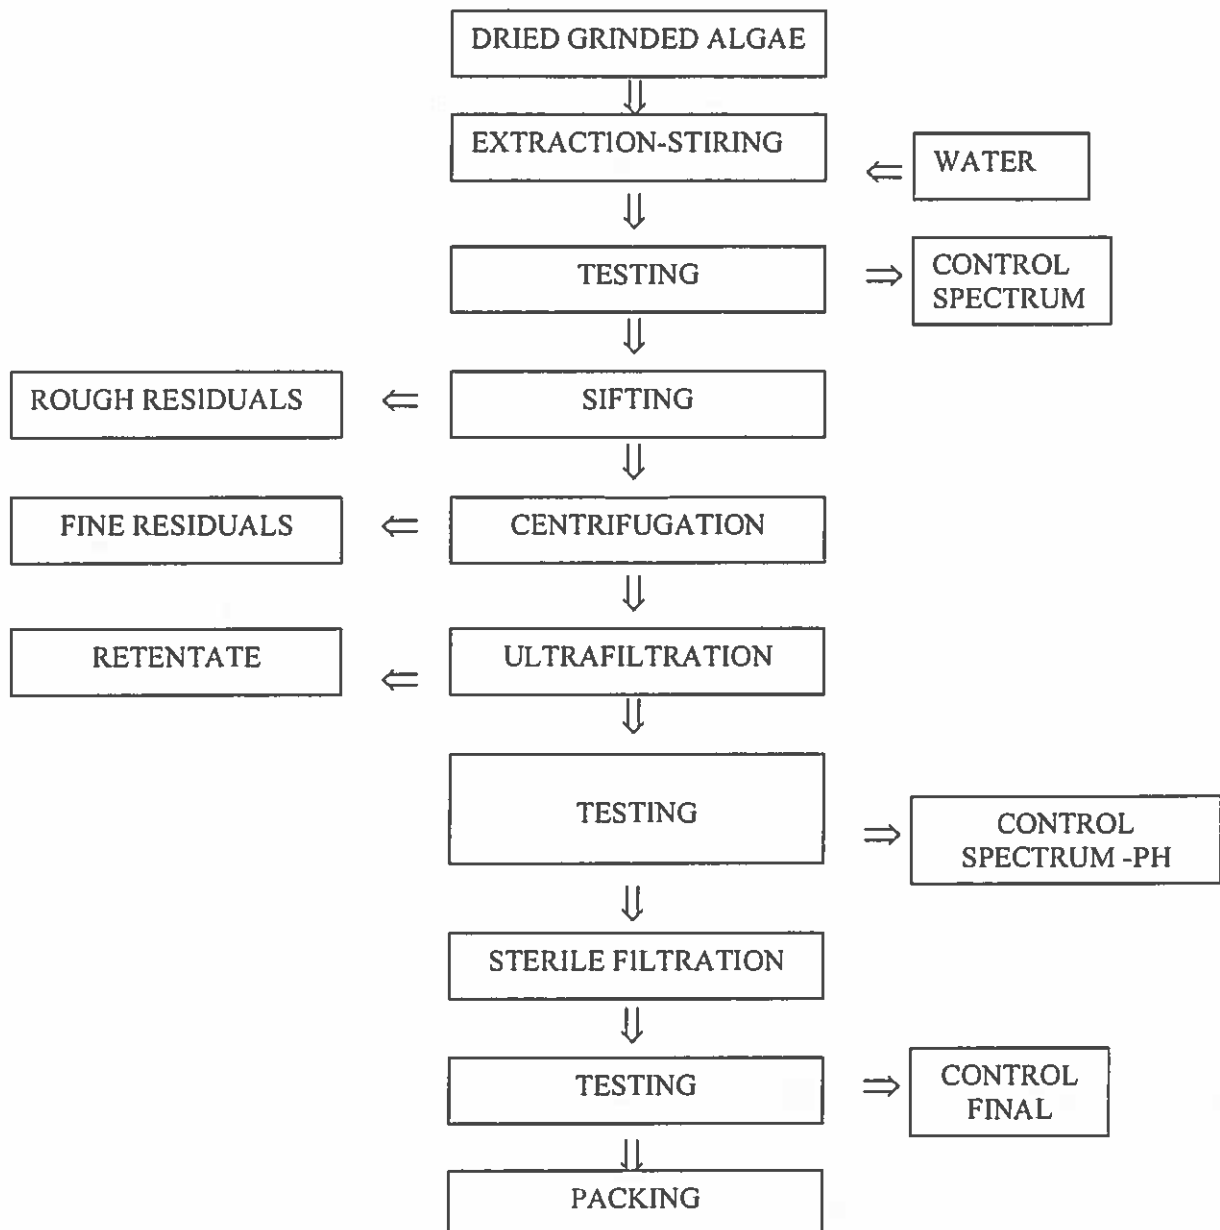 DRIED GRINDED ALGAE
EXTRACTION-STIRING
WATER
TESTING
CONTROL
SPECTRUM
ROUGH RESIDUALS
SIFTING
FINE RESIDUALS
CENTRIFUGATION
RETENTATE
ULTRAFILTRATION
TESTING
CONTROL
SPECTRUM -PH
STERILE FILTRATION
TESTING
CONTROL
FINAL
PACKING